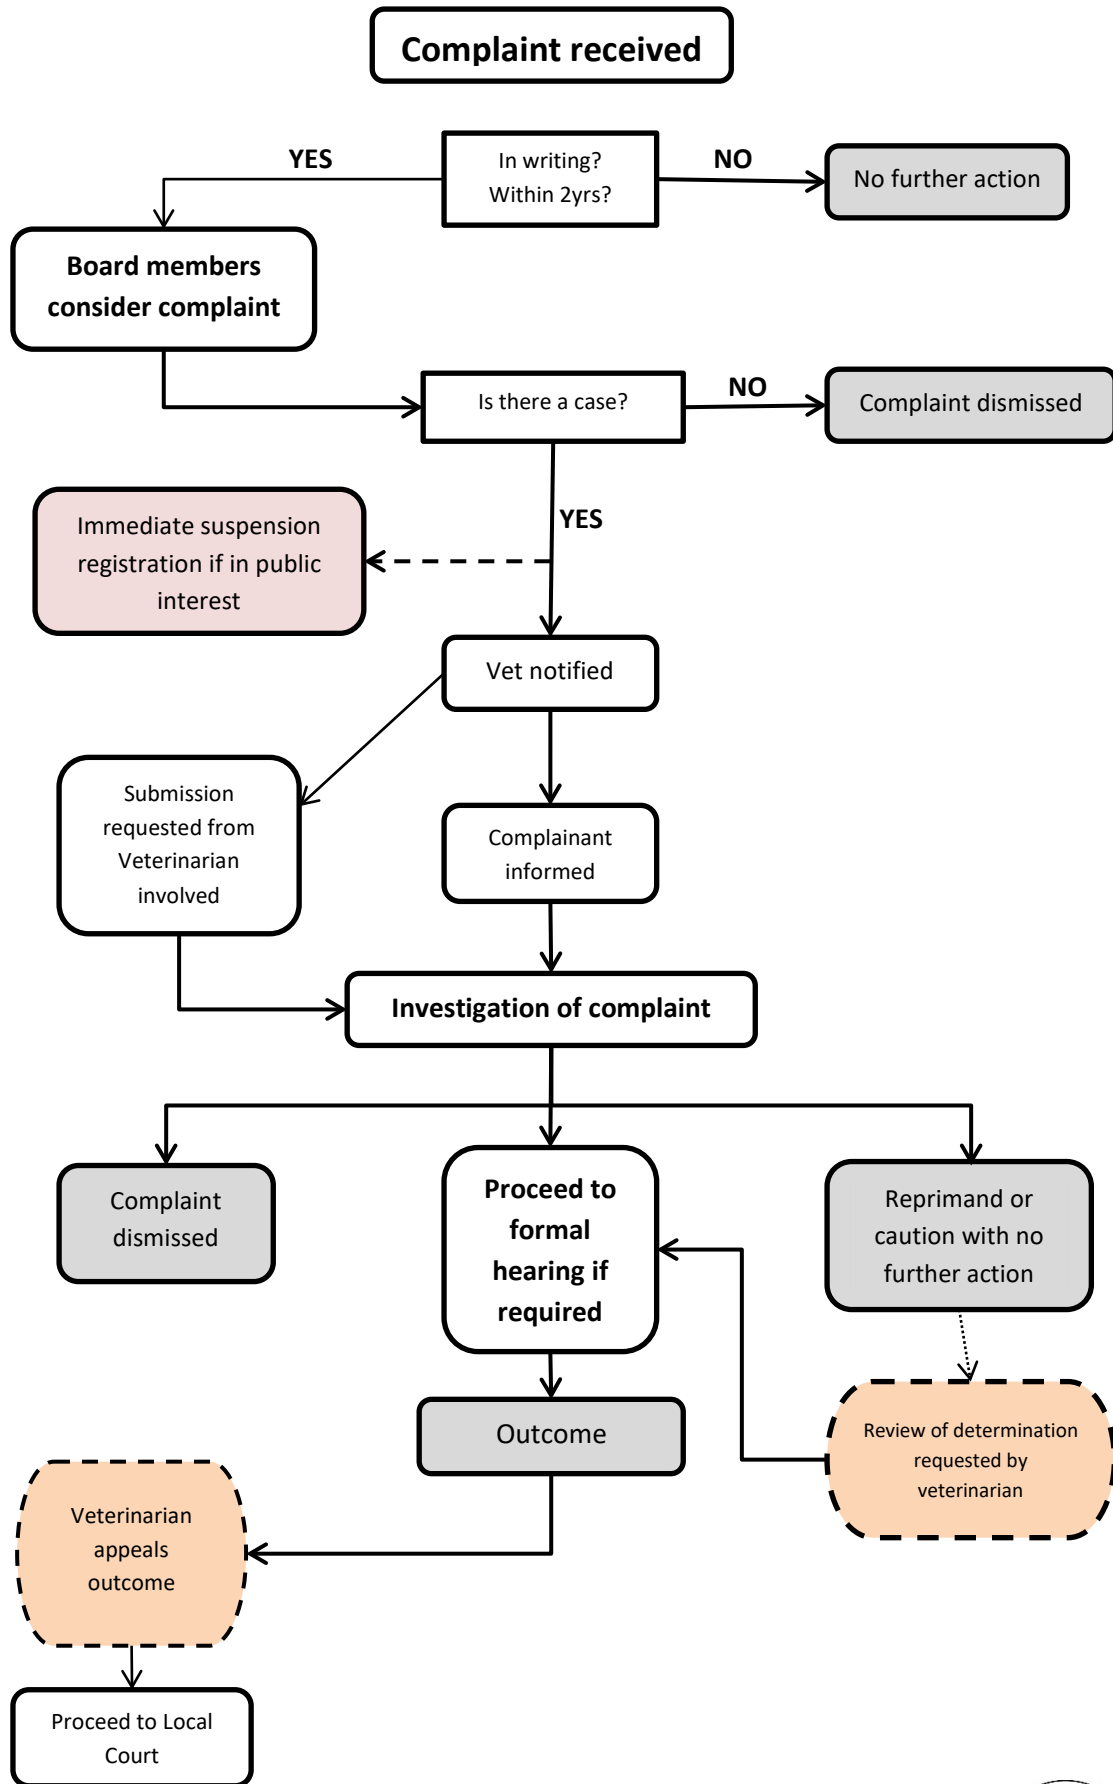 Complaint received
YES
In writing?
Within 2yrs?
NO
No further action
Board members
consider complaint
Is there a case?
NO
Complaint dismissed
YES
Immediate suspension
registration if in public
interest
Vet notified
Submission
requested from
Veterinarian
involved
Complainant
informed
Investigation of complaint
Complaint
dismissed
Proceed to
formal
hearing if
required
Reprimand or
caution with no
further action
Outcome
Review of determination
requested by
veterinarian
Veterinarian
appeals
outcome
Proceed to Local
Court